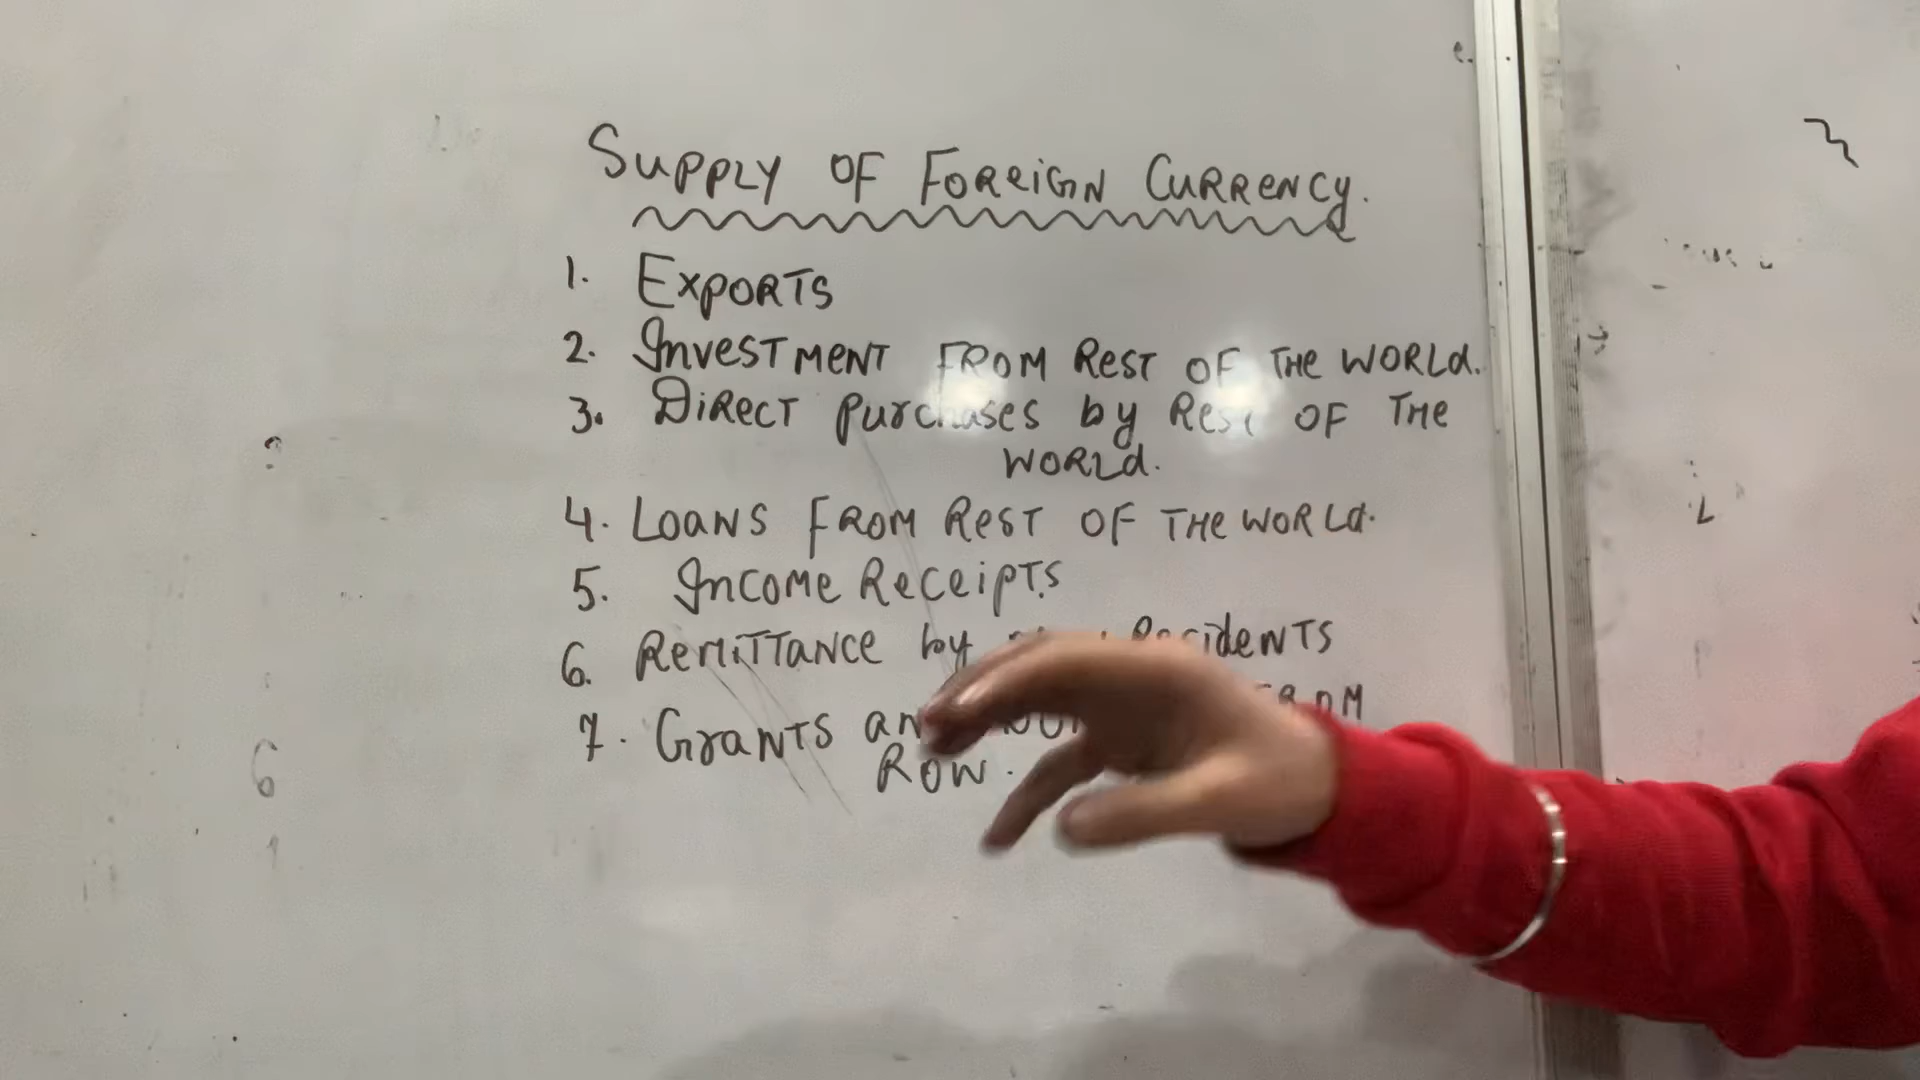 Supply of Foreign Currency.
1. Exports
2. Investment from Rest of the World.
3. Direct purchases by Rest of the
World.
4. Loans from Rest of the World.
5. Income Receipts
6. Remittance by
7. Grants
ROW.